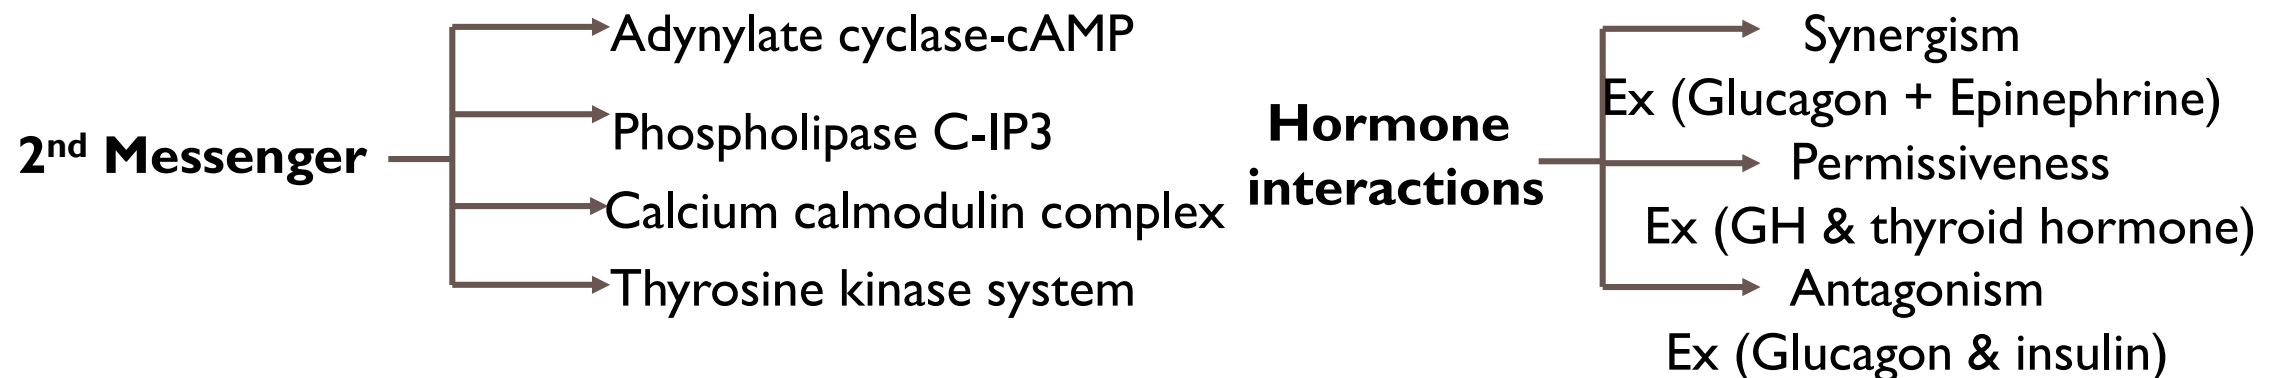 2nd Messenger
Adynylate cyclase-cAMP
Phospholipase C-IP3
Calcium calmodulin complex
Thyrosine kinase system
Hormone
interactions
Synergism
Ex (Glucagon + Epinephrine)
Permissiveness
Ex (GH & thyroid hormone)
Antagonism
Ex (Glucagon & insulin)